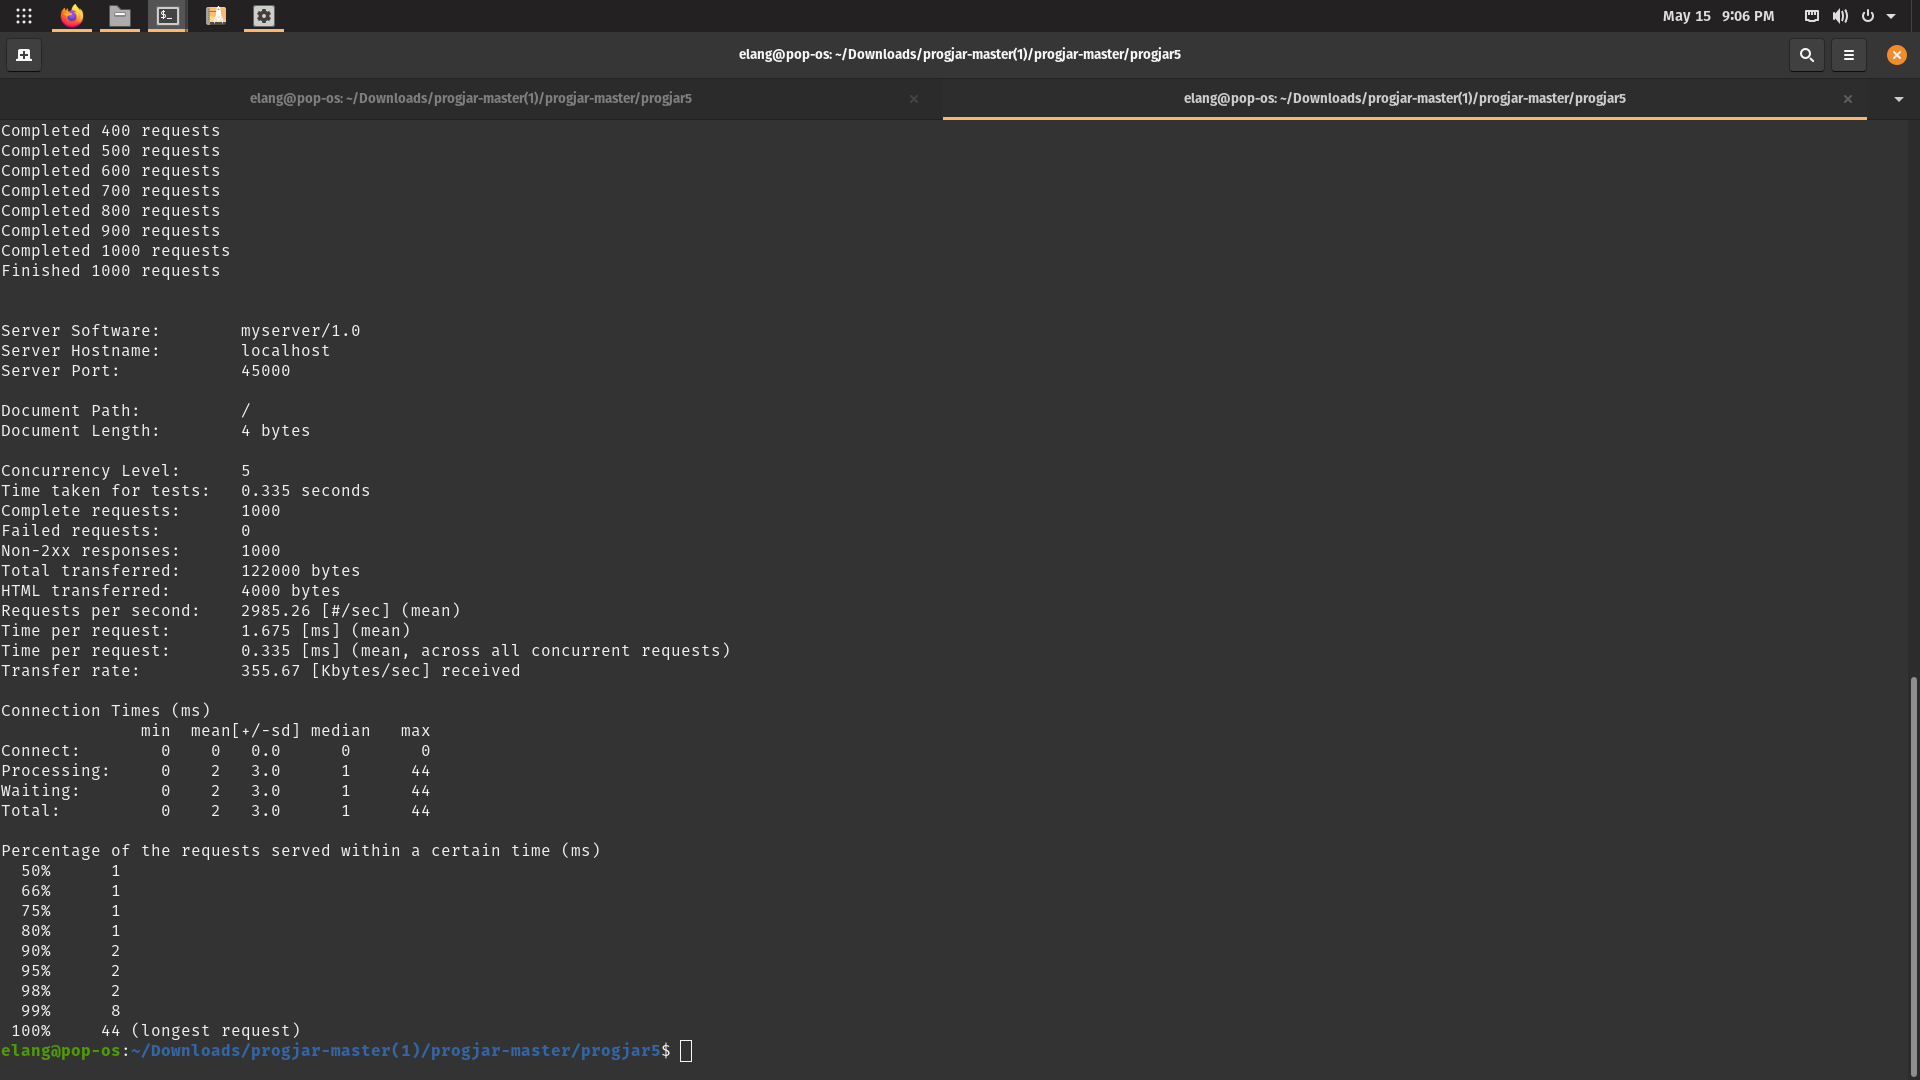 May 15 9:06 PM
elang@pop-os: ~/Downloads/progjar-master(1)/progjar-master/progjar5
elang@pop-os: ~/Downloads/progjar-master(1)/progjar-master/progjar5
elang@pop-os: ~/Downloads/progjar-master(1)/progjar-master/progjar5
Completed 400 requests
Completed 500 requests
Completed 600 requests
Completed 700 requests
Completed 800 requests
Completed 900 requests
Completed 1000 requests
Finished 1000 requests
Server Software: myserver/1.0
Server Hostname: localhost
Server Port: 45000
Document Path: /
Document Length: 4 bytes
Concurrency Level: 5
Time taken for tests: 0.335 seconds
Complete requests: 1000
Failed requests: 0
Non-2xx responses: 1000
Total transferred: 122000 bytes
HTML transferred: 4000 bytes
Requests per second: 2985.26 [#/sec] (mean)
Time per request: 1.675 [ms] (mean)
Time per request: 0.335 [ms] (mean, across all concurrent requests)
Transfer rate: 355.67 [Kbytes/sec] received
Connection Times (ms)
min mean[+/-sd] median max
Connect: 0 0 0.0 0 0
Processing: 0 2 3.0 1 44
Waiting: 0 2 3.0 1 44
Total: 0 2 3.0 1 44
Percentage of the requests served within a certain time (ms)
50% 1
66% 1
75% 1
80% 1
90% 2
95% 2
98% 2
99% 8
100% 44 (longest request)
elang@pop-os:~/Downloads/progjar-master(1)/progjar-master/progjar5$